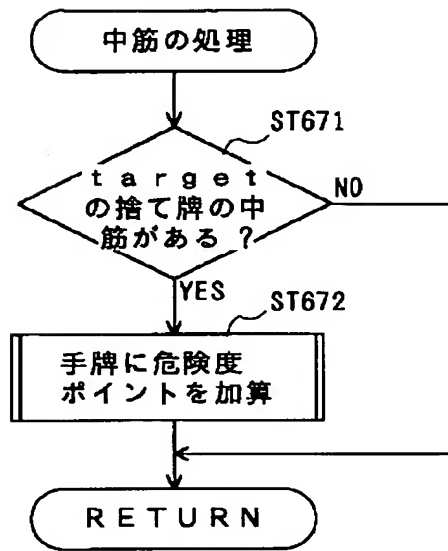 中筋の処理
ST671
ｔａｒｇｅｔ
の捨て牌の中
筋がある？
NO
YES
ST672
手牌に危険度
ポイントを加算
ＲＥＴＵＲＮ